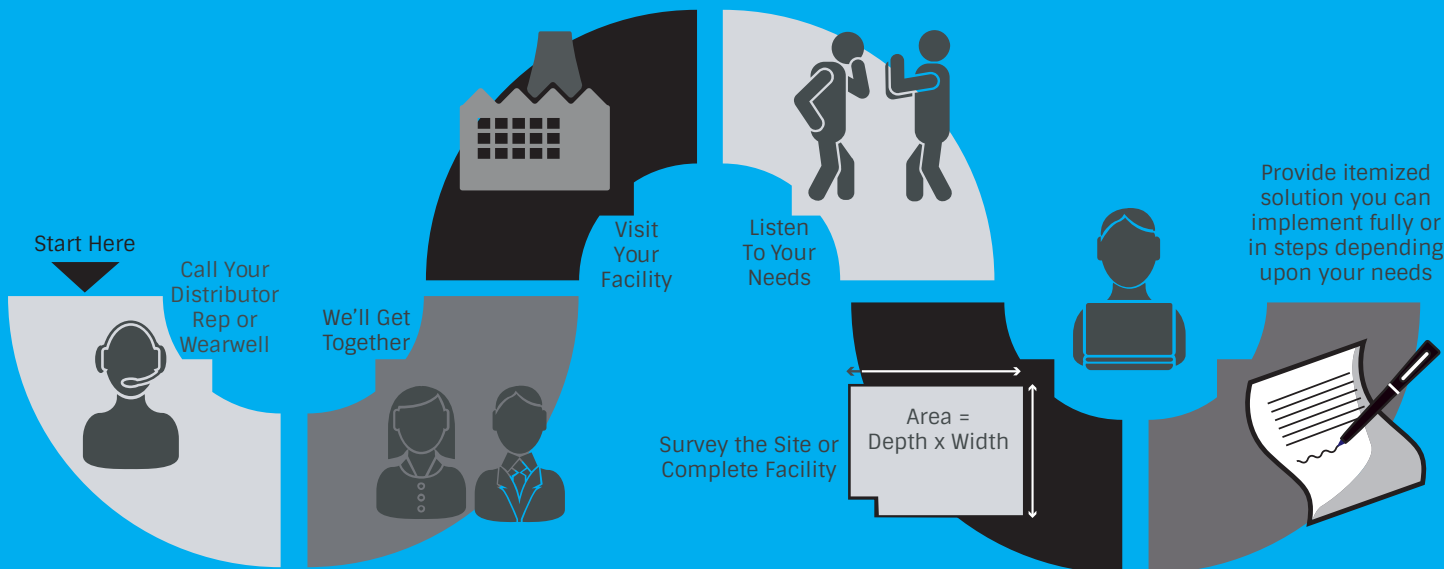 Start Here
Call Your
Distributor
Rep or
Wearwell
We'll Get
Together
Visit
Your
Facility
Listen
To Your
Needs
Survey the Site or
Complete Facility
Area =
Depth x Width
Provide itemized
solution you can
implement fully or
in steps depending
upon your needs